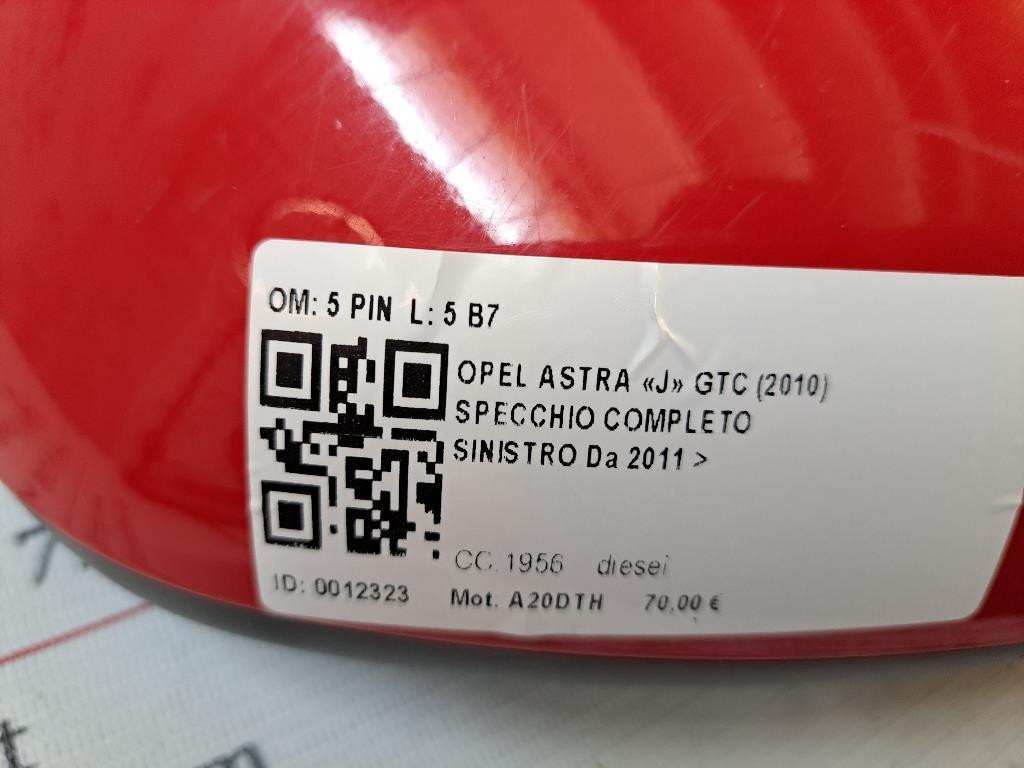 OM: 5 PIN L: 5 B7
OPEL ASTRA «J» GTC (2010)
SPECCHIO COMPLETO
SINISTRO Da 2011 >
CC. 1956 diesel
ID: 0012323 Mot. A20DTH 70,00 €